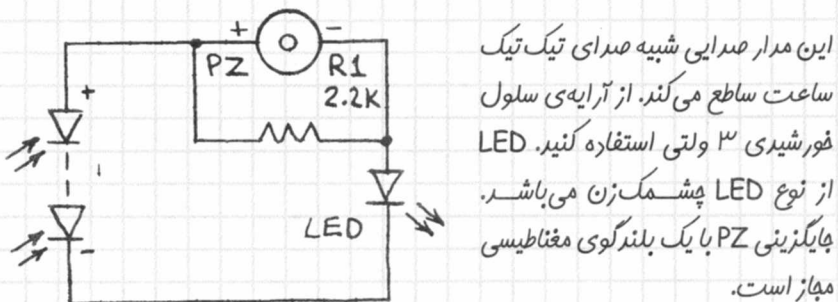 + -
PZ R1
2.2K
+
LED
-
این مدار صدایی شبیه صدای تیک تیک
ساعت ساطع می‌کند. از آرایه‌ی سلول
خورشیدی ۳ ولتی استفاده کنید. LED
از نوع LED چشمک‌زن می‌باشد.
جایگزینی PZ با یک بلندگوی مغناطیسی
مجاز است.